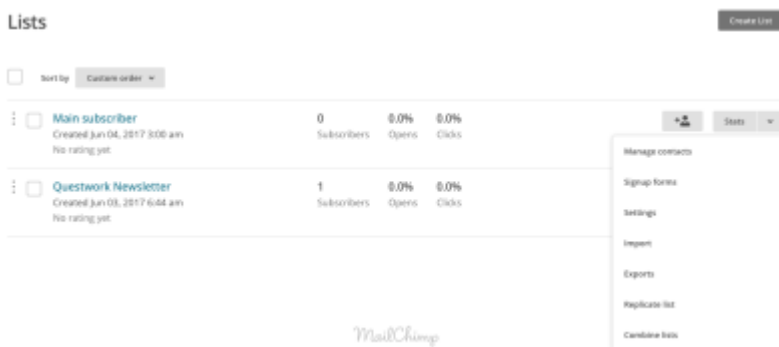 Lists
Create List
Sort by Custom order
Main subscriber 0 0.0% 0.0%
Stats
Created Jun 04, 2017 3:00 am Subscribers Opens Clicks
No rating yet
Manage contacts
Signup forms
Questwork Newsletter 1 0.0% 0.0%
Created Jun 03, 2017 6:44 am Subscribers Opens Clicks
No rating yet
Settings
Import
Exports
Replicate list
Combine lists
MailChimp